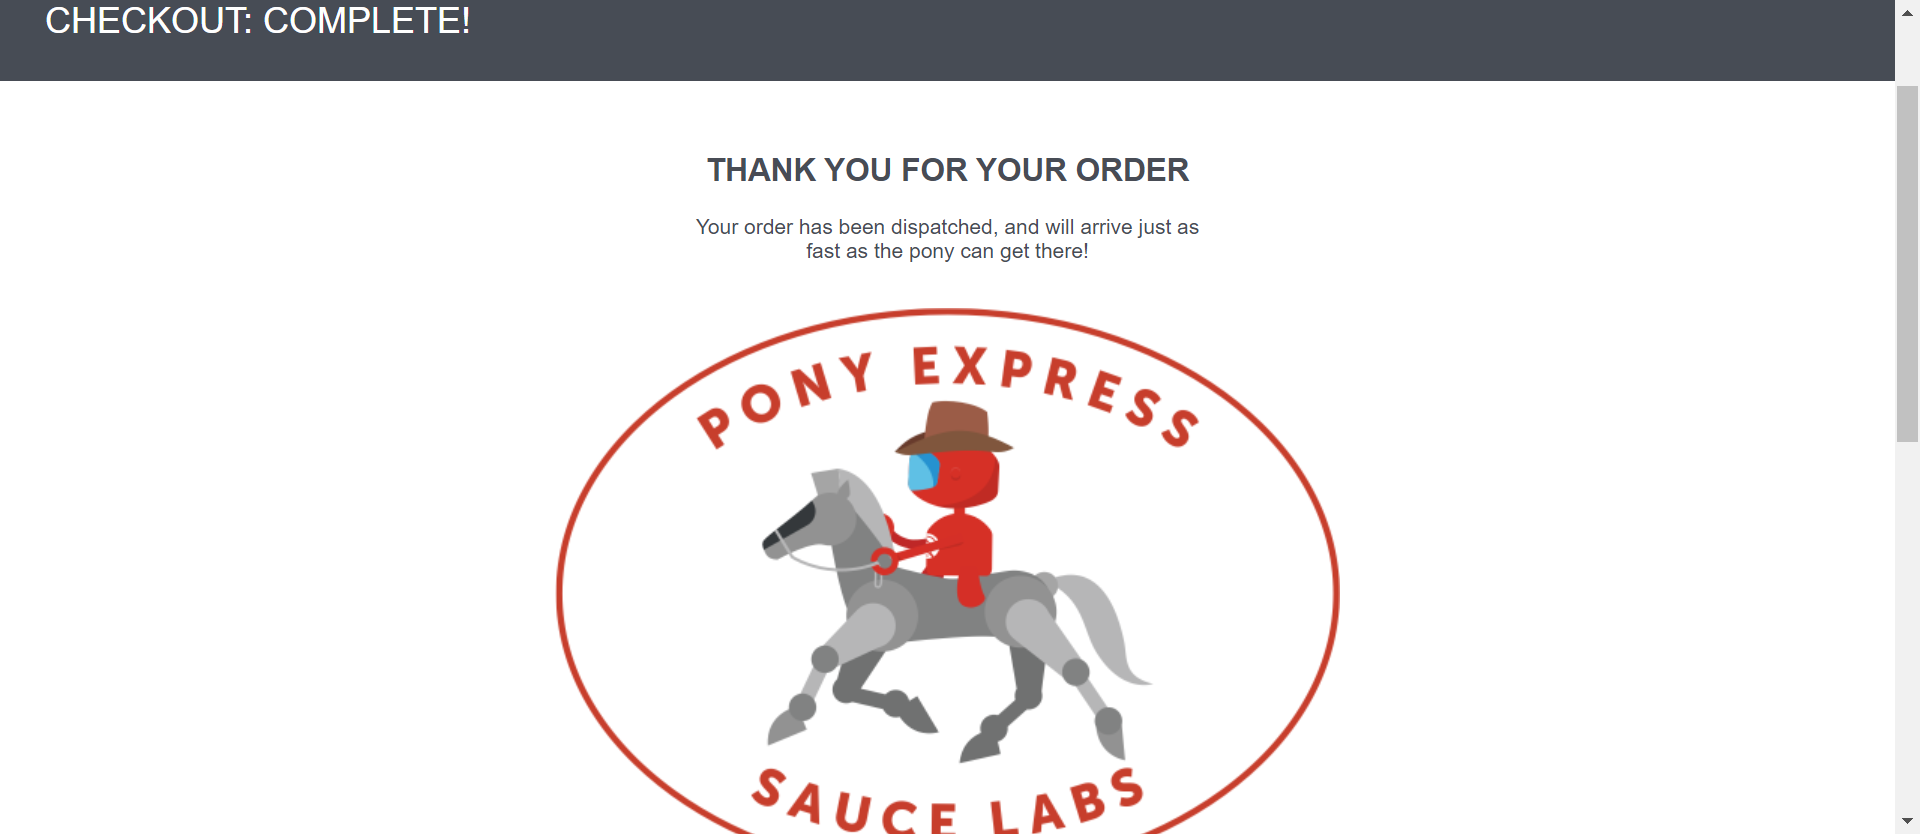 CHECKOUT: COMPLETE!
THANK YOU FOR YOUR ORDER
Your order has been dispatched, and will arrive just as
fast as the pony can get there!
PONY EXPRESS
SAUCE LABS